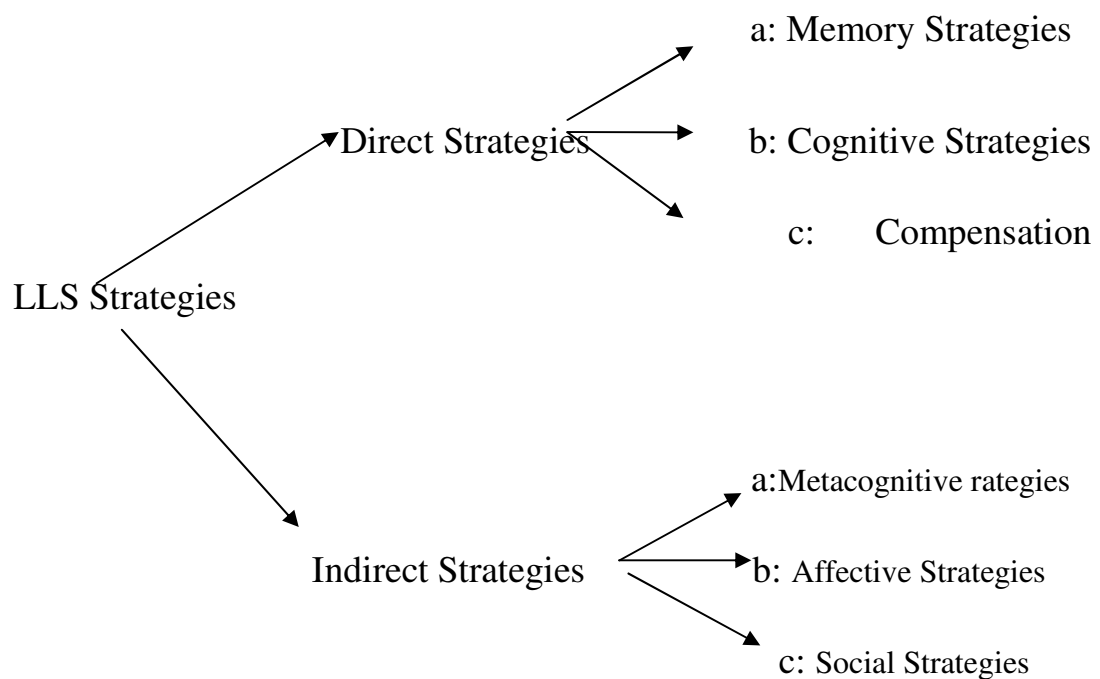 a: Memory Strategies
Direct Strategies
b: Cognitive Strategies
c: Compensation
LLS Strategies
a:Metacognitive rategies
Indirect Strategies
b: Affective Strategies
c: Social Strategies